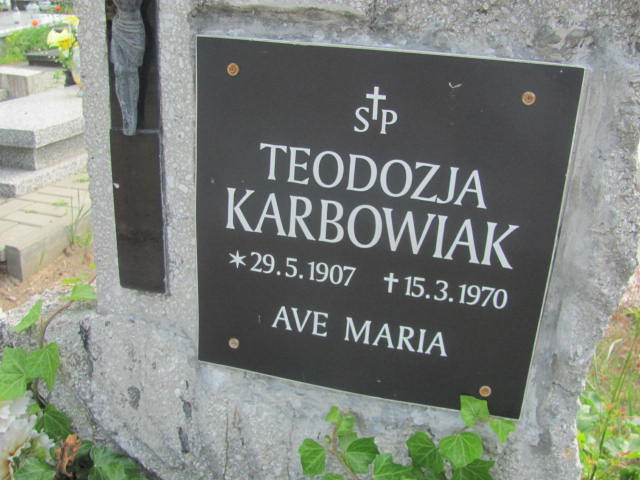 S†P
TEODOZJA
KARBOWIAK
*29.5.1907 †15.3.1970
AVE MARIA